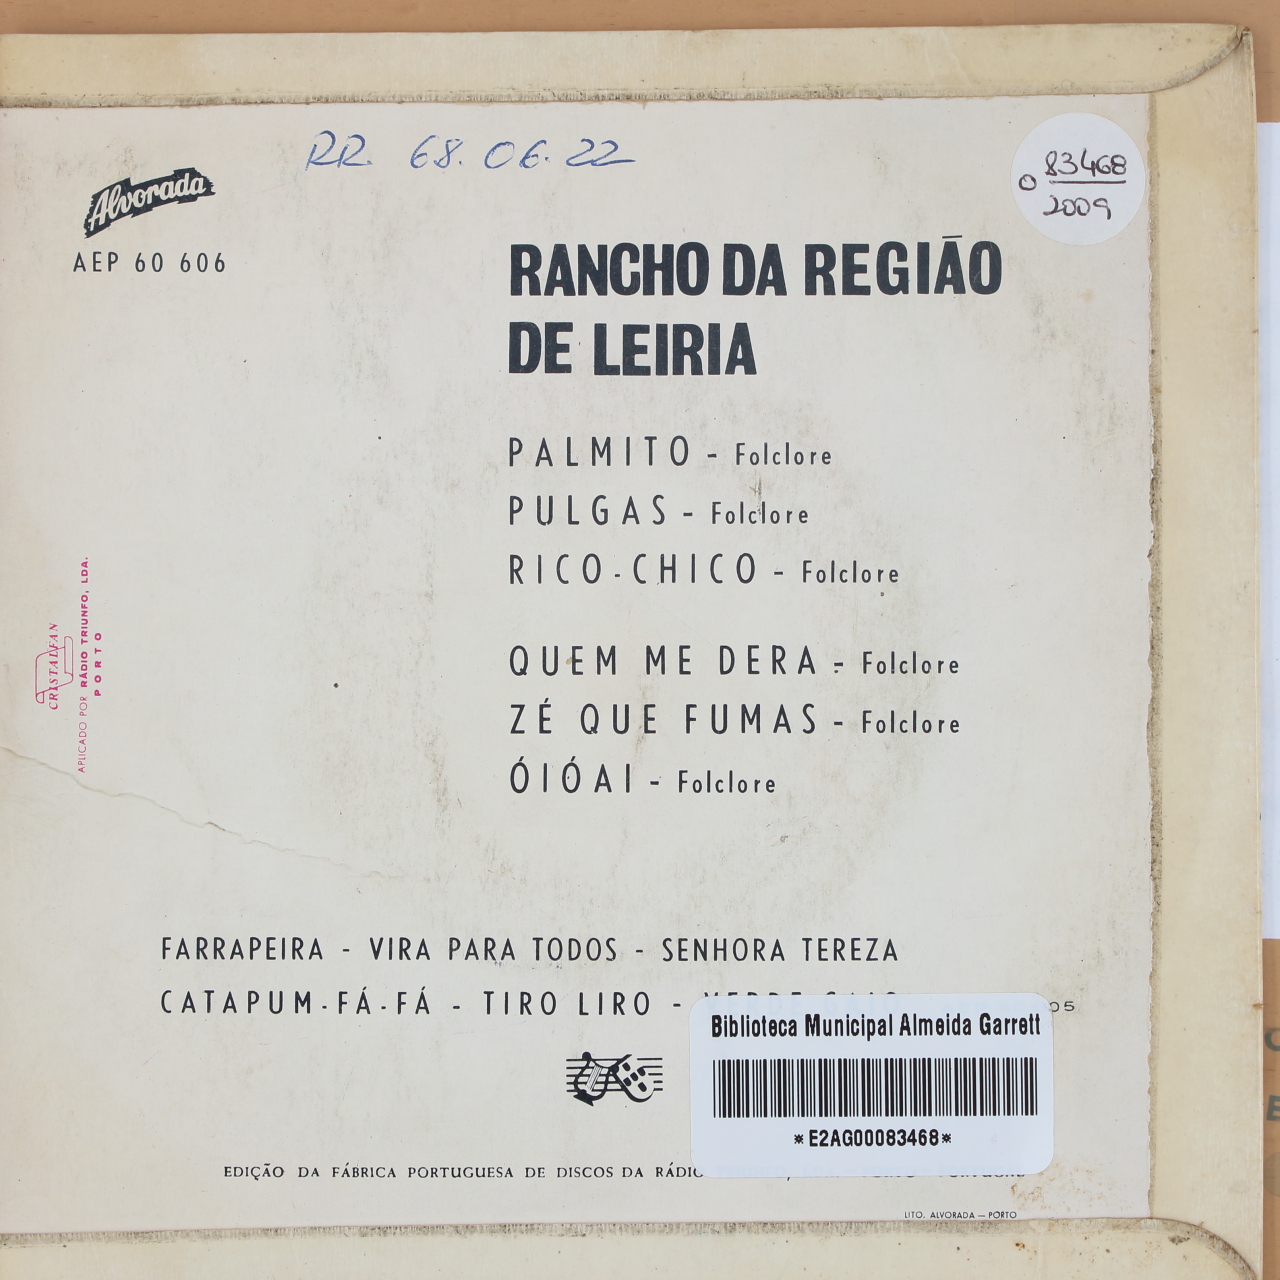 RR. 68. 06. 22
83468
2009
Alvorada
AEP 60 606
RANCHO DA REGIÃO
DE LEIRIA
PALMITO - Folclore
PULGAS - Folclore
RICO-CHICO - Folclore
QUEM ME DERA - Folclore
ZÉ QUE FUMAS - Folclore
ÓIÓAI - Folclore
CRISTALFAN
APLICADO POR RÁDIO TRIUNFO, LDA.
PORTO
FARRAPEIRA - VIRA PARA TODOS - SENHORA TEREZA
CATAPUM-FÁ-FÁ - TIRO LIRO -
Biblioteca Municipal Almeida Garrett
*E2AG00083468*
EDIÇÃO DA FÁBRICA PORTUGUESA DE DISCOS DA RÁDIO
LITO. ALVORADA — PORTO